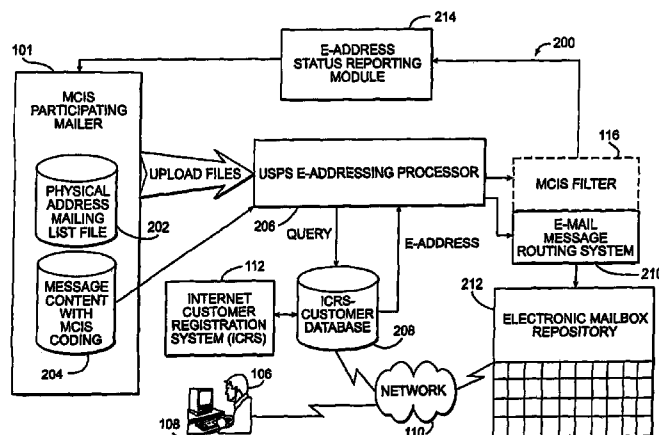 214
E-ADDRESS
STATUS REPORTING
MODULE
200
101
MCIS
PARTICIPATING
MAILER
PHYSICAL
ADDRESS
MAILING
LIST FILE
202
MESSAGE
CONTENT
WITH
MCIS
CODING
204
UPLOAD FILES
USPS E-ADDRESSING PROCESSOR
206
QUERY
E-ADDRESS
116
MCIS FILTER
E-MAIL
MESSAGE
ROUTING SYSTEM
210
112
INTERNET
CUSTOMER
REGISTRATION
SYSTEM (ICRS)
ICRS-
CUSTOMER
DATABASE
208
212
ELECTRONIC MAILBOX
REPOSITORY
106
108
NETWORK
110